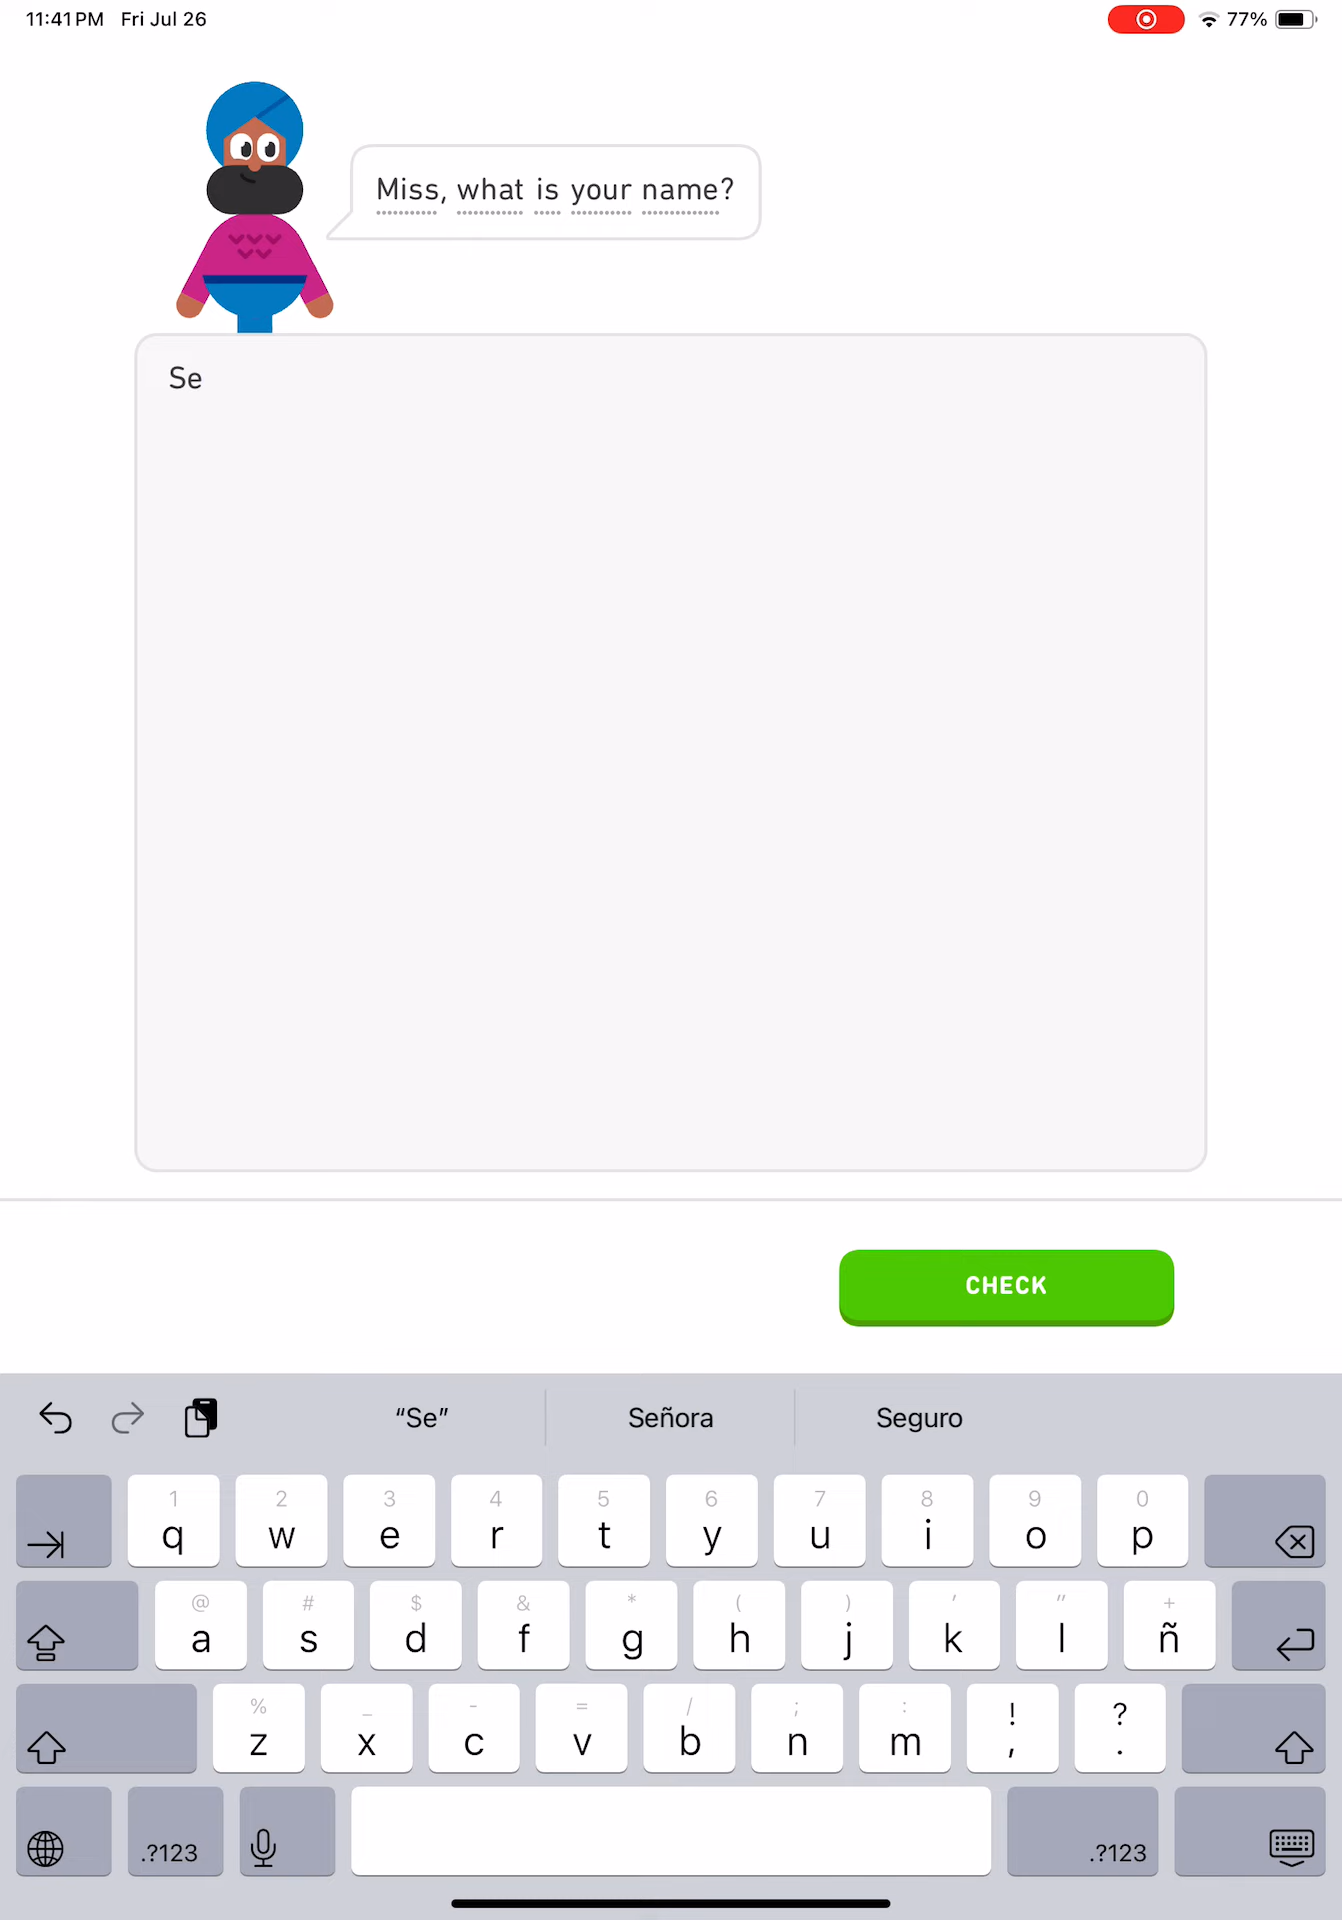 11:41 PM Fri Jul 26
77%
Miss, what is your name?
Se
CHECK
“Se” Señora Seguro
1 2 3 4 5 6 7 8 9 0
q w e r t y u i o p
@ # $ & * ( ) ' " +
a s d f g h j k l ñ
% _ - = / ; : ! ?
z x c v b n m , .
.?123 .?123